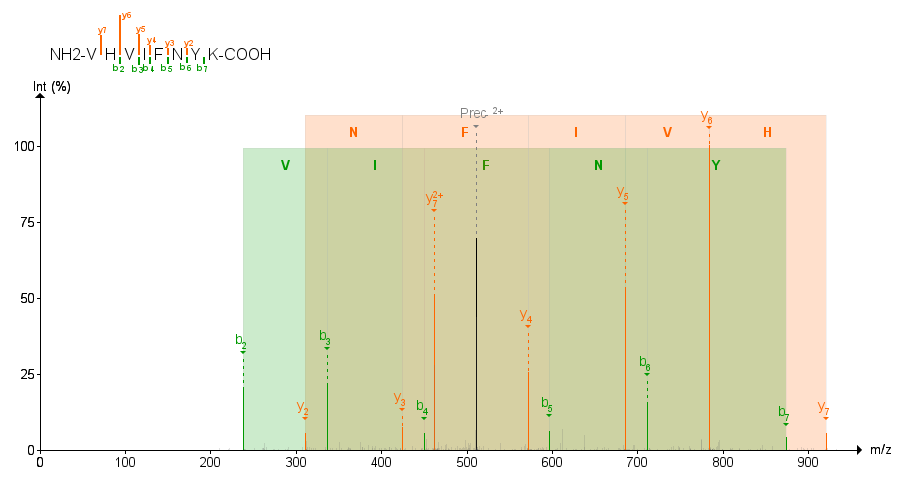 y7 y6 y5 y4 y3 y2
NH2-V H V I F N Y K-COOH
b2 b3 b4 b5 b6 b7
Int (%)
Prec 2+
N F I V H
V I F N Y
y2 y3 y7 2+ y4 y5 y6 y7
b2 b3 b4 b5 b6 b7
100
75
50
25
0
0 100 200 300 400 500 600 700 800 900 m/z